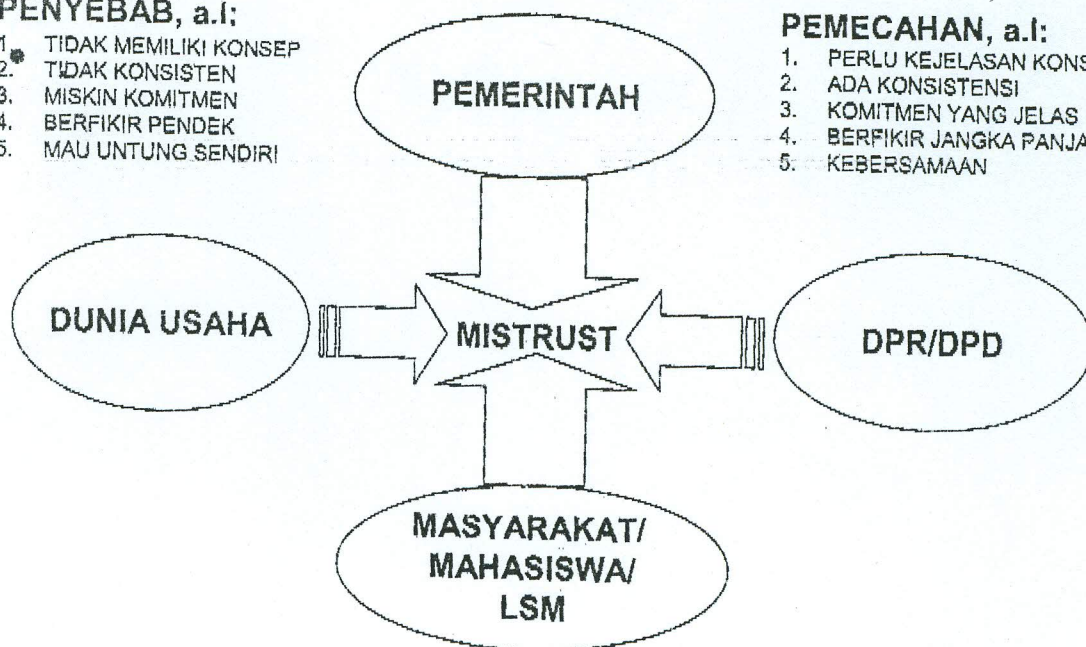 PENYEBAB, a.l:
1. TIDAK MEMILIKI KONSEP
2. TIDAK KONSISTEN
3. MISKIN KOMITMEN
4. BERFIKIR PENDEK
5. MAU UNTUNG SENDIRI
PEMECAHAN, a.l:
1. PERLU KEJELASAN KONS
2. ADA KONSISTENSI
3. KOMITMEN YANG JELAS
4. BERFIKIR JANGKA PANJA
5. KEBERSAMAAN
PEMERINTAH
DUNIA USAHA
MISTRUST
DPR/DPD
MASYARAKAT/
MAHASISWA/
LSM